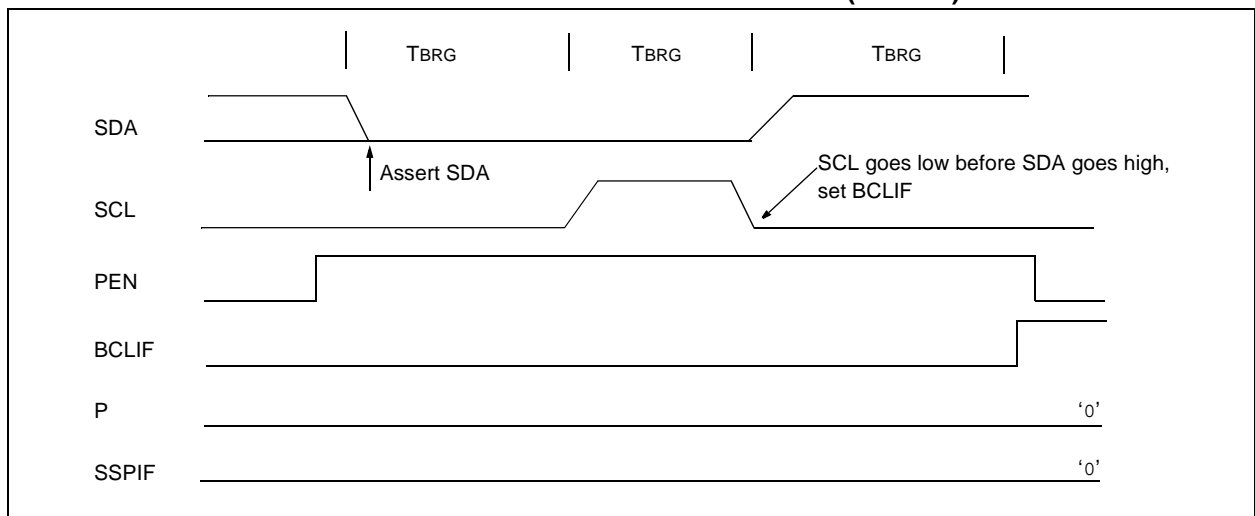 TBRG TBRG TBRG
SDA
Assert SDA
SCL goes low before SDA goes high,
set BCLIF
SCL
PEN
BCLIF
P
'0'
SSPIF
'0'